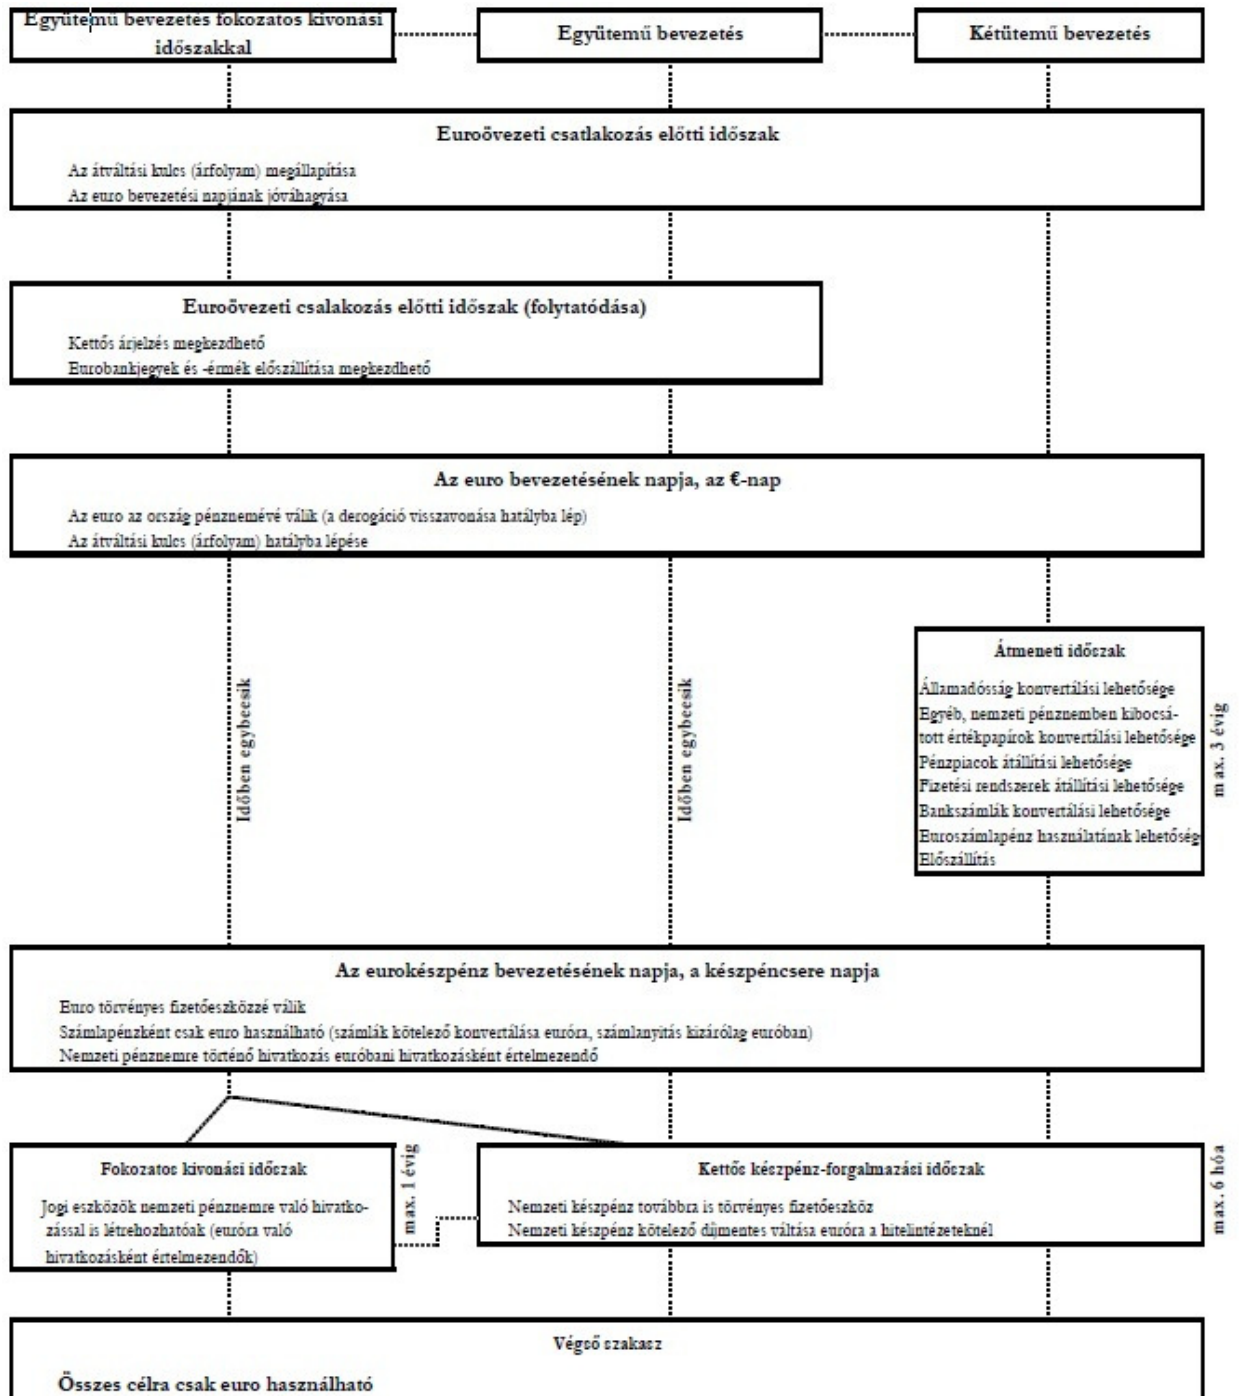 Együtemű bevezetés fokozatos kivonási
időszakkal
Együtemű bevezetés
Kétütemű bevezetés
Euroövezeti csatlakozás előtti időszak
Az átváltási kulcs (árfolyam) megállapítása
Az euro bevezetési napjának jóváhagyása
Euroövezeti csalakozás előtti időszak (folytatódása)
Kettős árjelzés megkezdhető
Eurobankjegyek és -érmék előszállítása megkezdhető
Az euro bevezetésének napja, az €-nap
Az euro az ország pénznemévé válik (a derogáció visszavonása hatályba lép)
Az átváltási kulcs (árfolyam) hatályba lépése
Időben egybeesik
Időben egybeesik
Átmeneti időszak
Államadósság konvertálási lehetősége
Egyéb, nemzeti pénznemben kibocsá-
tott értékpapírok konvertálási lehetősége
Pénzpiacok átállítási lehetősége
Fizetési rendszerek átállítási lehetősége
Bankszámlák konvertálási lehetősége
Euroszámlapénz használatának lehetőség
Előszállítás
max. 3 évig
Az eurokészpénz bevezetésének napja, a készpéncsere napja
Euro törvényes fizetőeszközzé válik
Számlapénzként csak euro használható (számlák kötelező konvertálása euróra, számlanyitás kizárólag euróban)
Nemzeti pénznemre történő hivatkozás euróbani hivatkozásként értelmezendő
Fokozatos kivonási időszak
Jogi eszközök nemzeti pénznemre való hivatko-
zással is létrehozhatóak (euróra való
hivatkozásként értelmezendők)
max. 1 évig
Kettős készpénz-forgalmazási időszak
Nemzeti készpénz továbbra is törvényes fizetőeszköz
Nemzeti készpénz kötelező díjmentes váltása euróra a hitelintézeteknél
max. 6 hóa
Végső szakasz
Összes célra csak euro használható